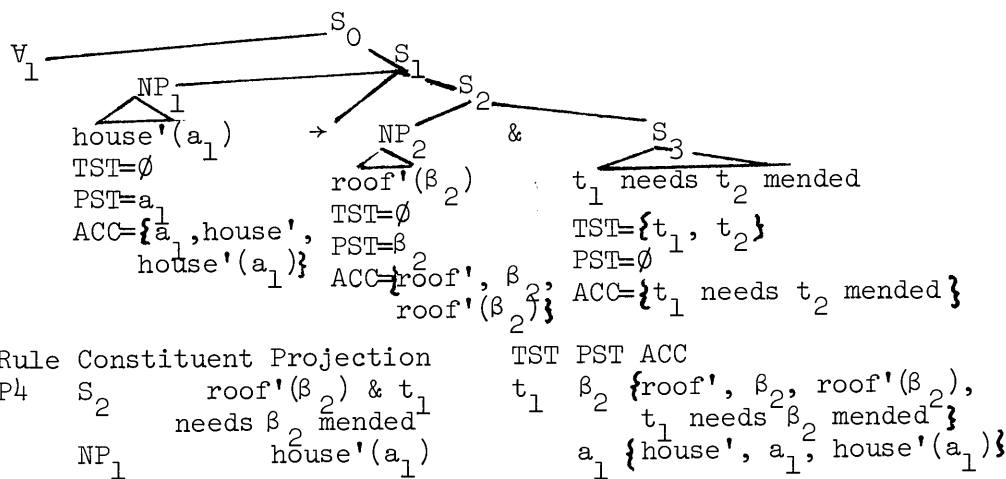 S0
∀1 S1
NP1 S2
house'(a1) → NP2 & S3
TST=∅ roof'(β2) t1 needs t2 mended
PST=a1 TST=∅ TST={t1, t2}
ACC={a1,house', PST=β2 PST=∅
house'(a1)} ACC={roof', β2, ACC={t1 needs t2 mended}
roof'(β2)}
Rule Constituent Projection TST PST ACC
P4 S2 roof'(β2) & t1 t1 β2 {roof', β2, roof'(β2),
needs β2 mended t1 needs β2 mended}
NP1 house'(a1) a1 {house', a1, house'(a1)}